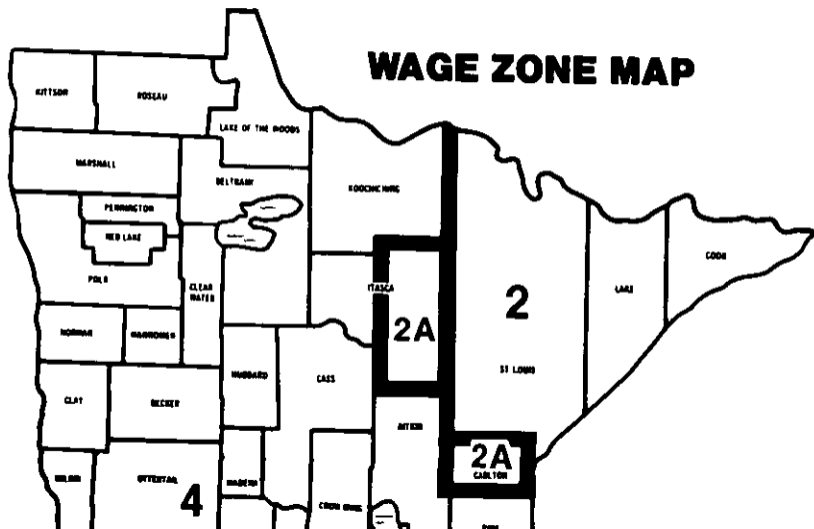 WAGE ZONE MAP
KITTSON
ROSEAU
LAKE OF THE WOODS
MARSHALL
BELTRAMI
KOOCHICHING
PENNINGTON
RED LAKE
POLK
CLEAR
WATER
ITASCA
2A
2
LAKE
COOK
NORMAN
MAHNOMEN
HUBBARD
CASS
ST LOUIS
CLAY
BECKER
AITKIN
2A
CARLTON
WILKIN
OTTERTAIL
4
WADENA
CROW WING